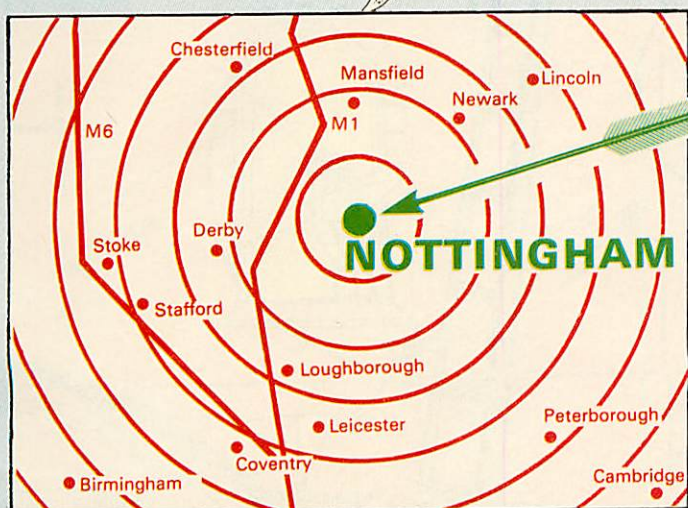 Chesterfield
Mansfield
Lincoln
Newark
M6
M1
Derby
NOTTINGHAM
Stoke
Stafford
Loughborough
Leicester
Peterborough
Coventry
Birmingham
Cambridge